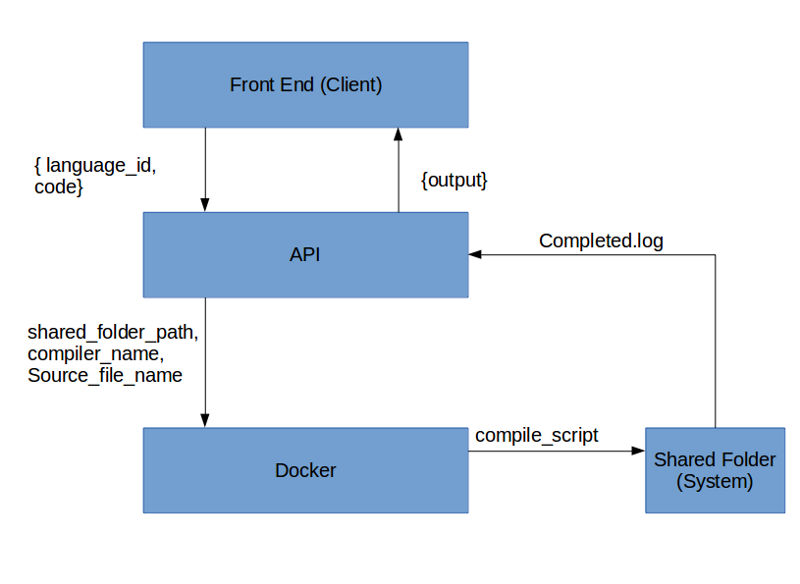 Front End (Client)
{ language_id,
code}
{output}
API
Completed.log
shared_folder_path,
compiler_name,
Source_file_name
Docker
compile_script
Shared Folder
(System)